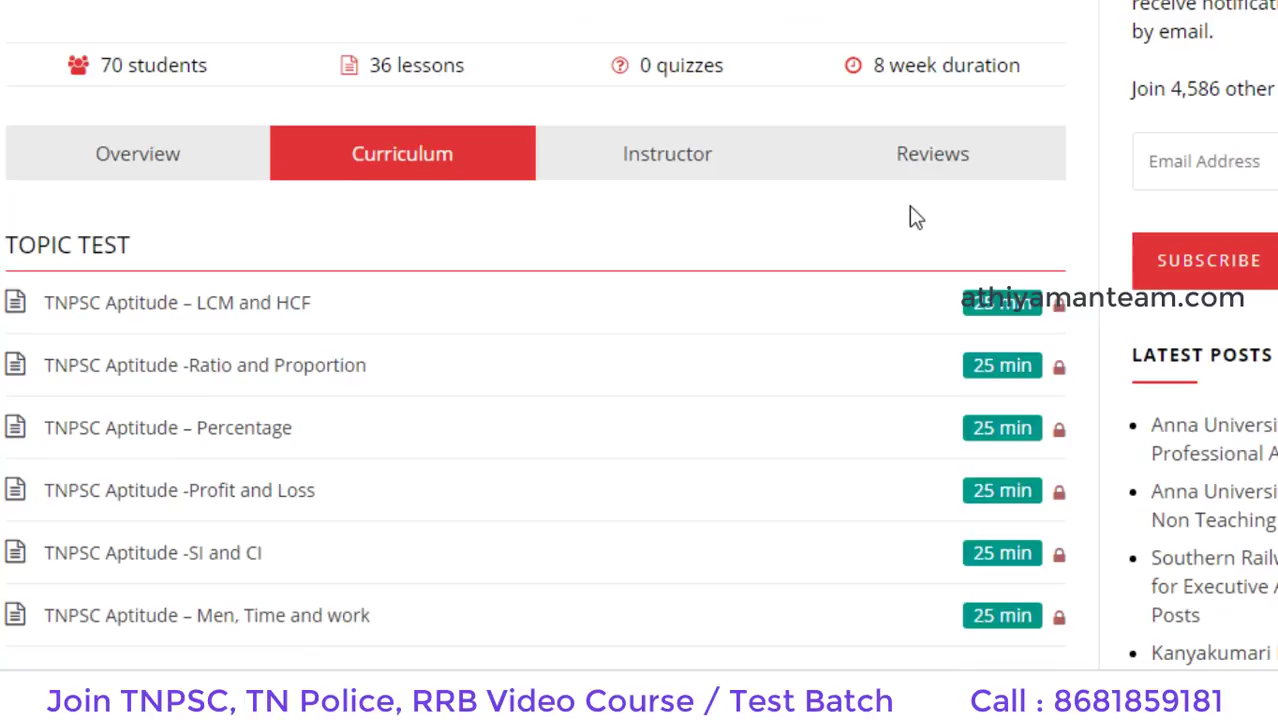 receive notificati
by email.
70 students
36 lessons
0 quizzes
8 week duration
Join 4,586 other
Overview
Curriculum
Instructor
Reviews
Email Address
SUBSCRIBE
TOPIC TEST
TNPSC Aptitude – LCM and HCF
25 min
athiyamanteam.com
TNPSC Aptitude -Ratio and Proportion
25 min
TNPSC Aptitude – Percentage
25 min
TNPSC Aptitude -Profit and Loss
25 min
TNPSC Aptitude -SI and CI
25 min
TNPSC Aptitude – Men, Time and work
25 min
LATEST POSTS
Anna Universi
Professional A
Anna Universi
Non Teaching
Southern Railw
for Executive A
Posts
Kanyakumari
Join TNPSC, TN Police, RRB Video Course / Test Batch
Call : 8681859181